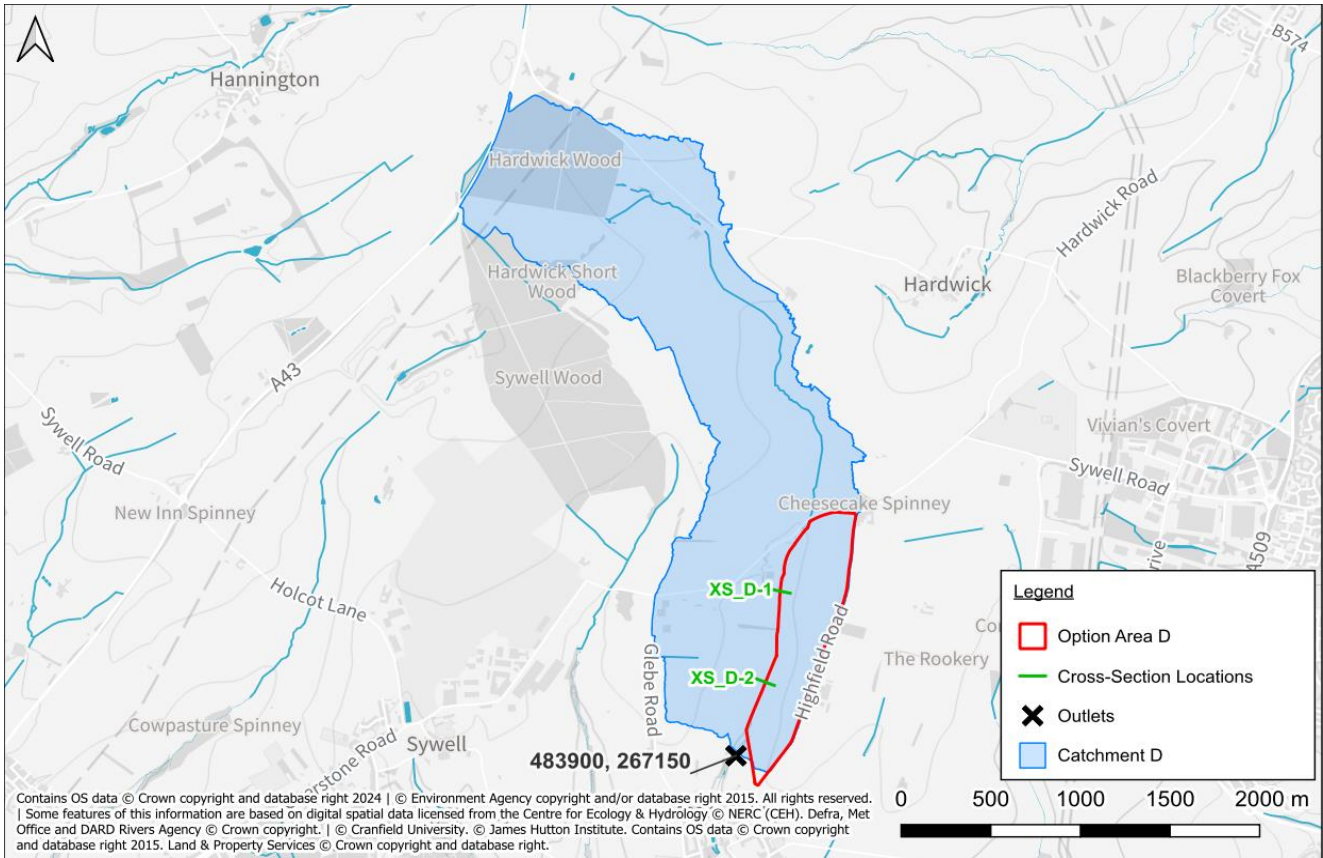 Hannington
B574
Hardwick Wood
Hardwick Road
Hardwick Short
Wood
Hardwick
Blackberry Fox
Covert
A43
Sywell Wood
Sywell Road
Vivian's Covert
Sywell Road
New Inn Spinney
Cheesecake Spinney
A509
rive
Holcot Lane
XS_D-1
Highfield Road
Glebe Road
XS_D-2
The Rookery
Co
Cowpasture Spinney
Sywell
erstone Road
483900, 267150
Legend
Option Area D
Cross-Section Locations
Outlets
Catchment D
0 500 1000 1500 2000 m
Contains OS data © Crown copyright and database right 2024 | © Environment Agency copyright and/or database right 2015. All rights reserved.
| Some features of this information are based on digital spatial data licensed from the Centre for Ecology & Hydrology © NERC (CEH). Defra, Met
Office and DARD Rivers Agency © Crown copyright. | © Cranfield University. © James Hutton Institute. Contains OS data © Crown copyright
and database right 2015. Land & Property Services © Crown copyright and database right.